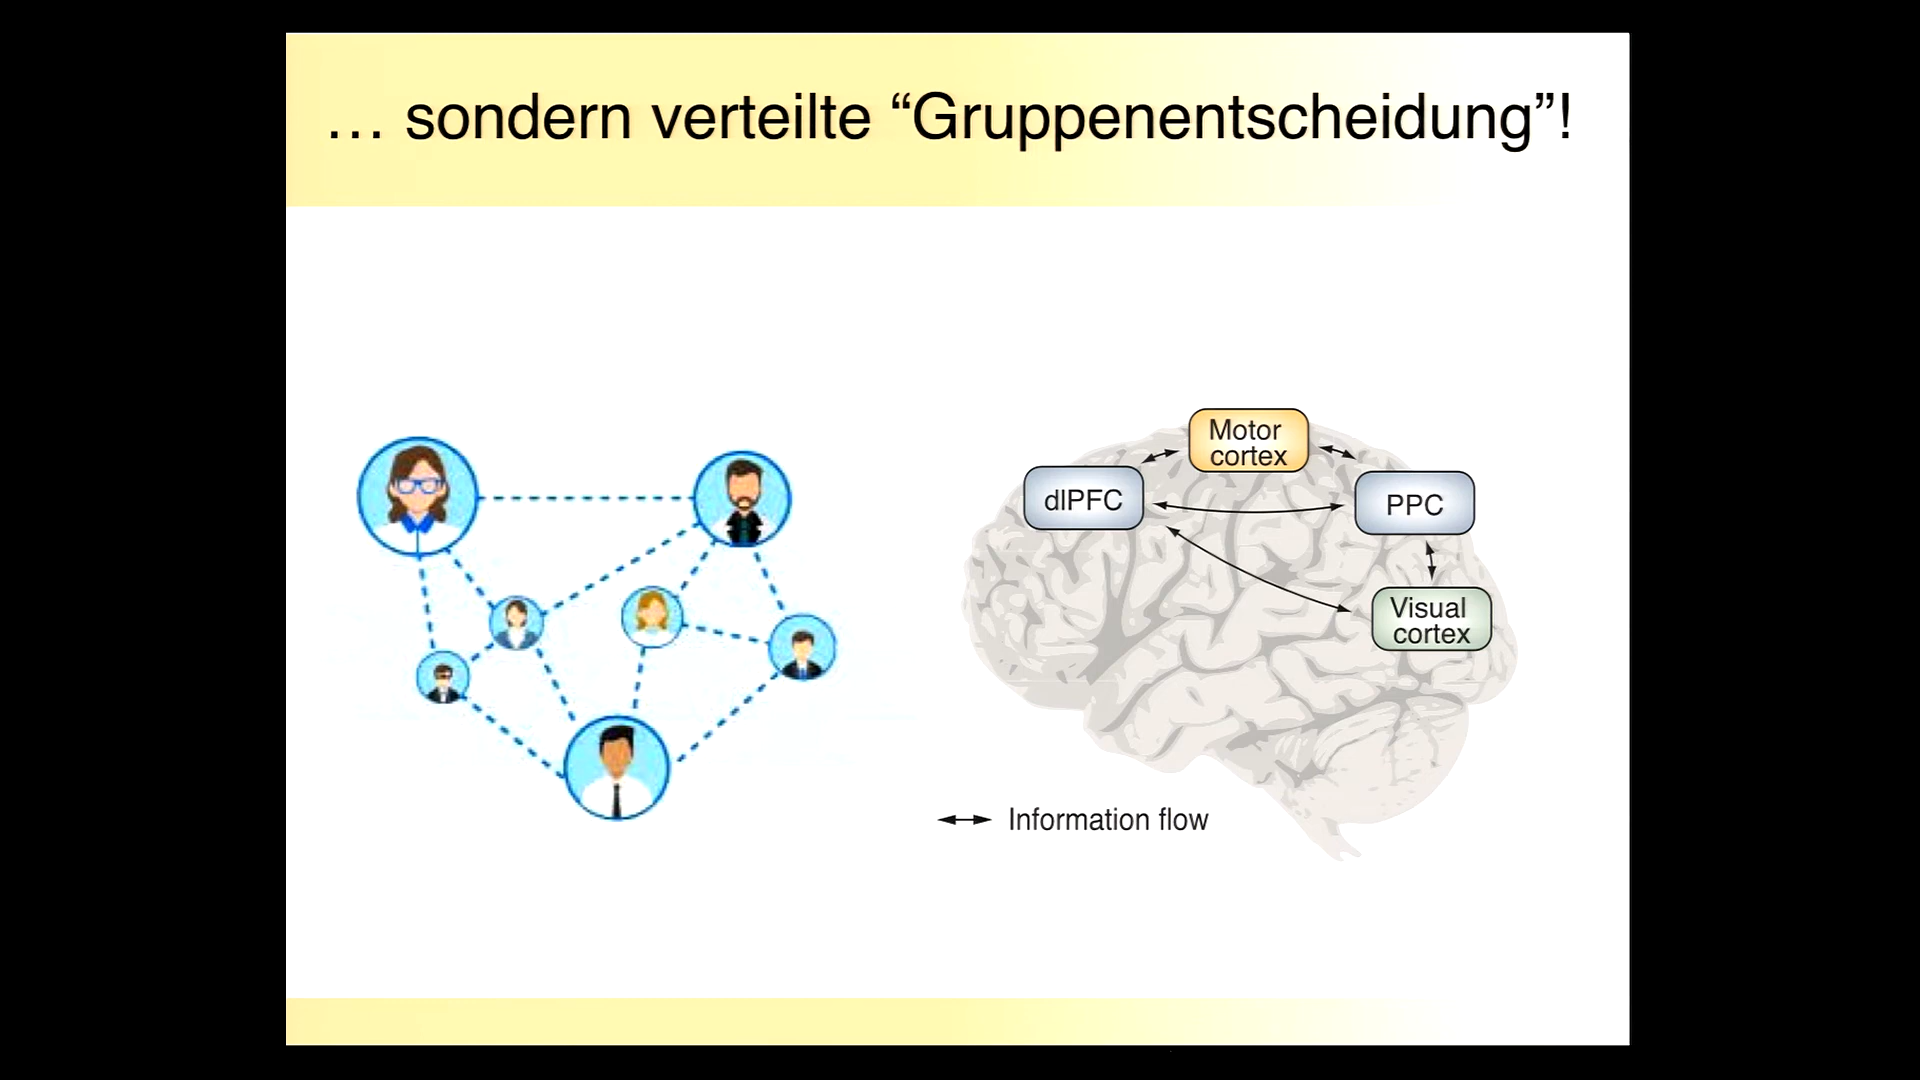 … sondern verteilte “Gruppenentscheidung”!
Motor
cortex
dlPFC
PPC
Visual
cortex
Information flow